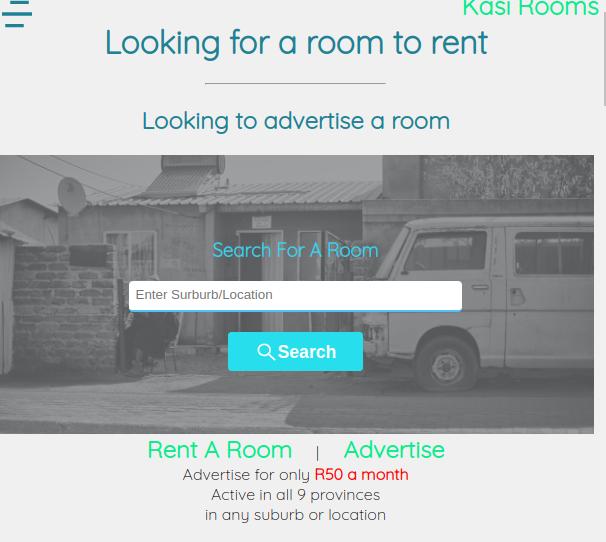 Kasi Rooms
Looking for a room to rent
Looking to advertise a room
Search For A Room
Enter Surburb/Location
Search
Rent A Room | Advertise
Advertise for only R50 a month
Active in all 9 provinces
in any suburb or location